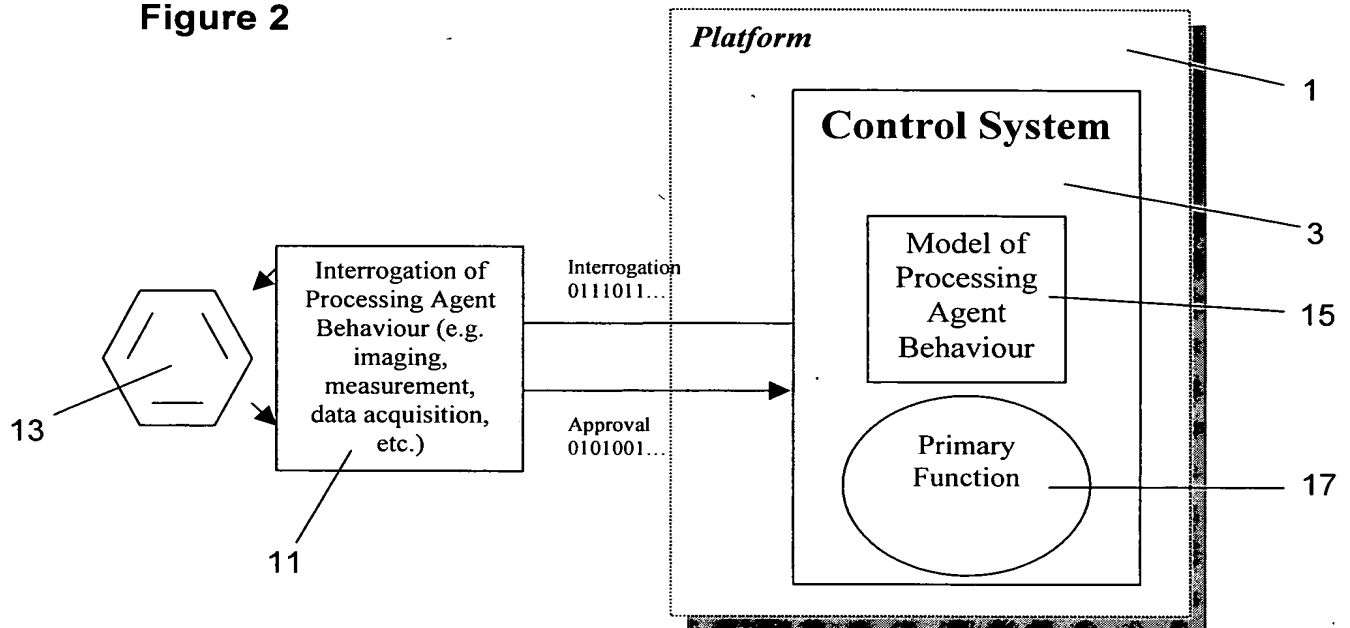 Figure 2
Platform
1
Control System
3
Model of
Processing
Agent
Behaviour
15
Interrogation of
Processing Agent
Behaviour (e.g.
imaging,
measurement,
data acquisition,
etc.)
Interrogation
0111011...
Approval
0101001...
Primary
Function
17
13
11